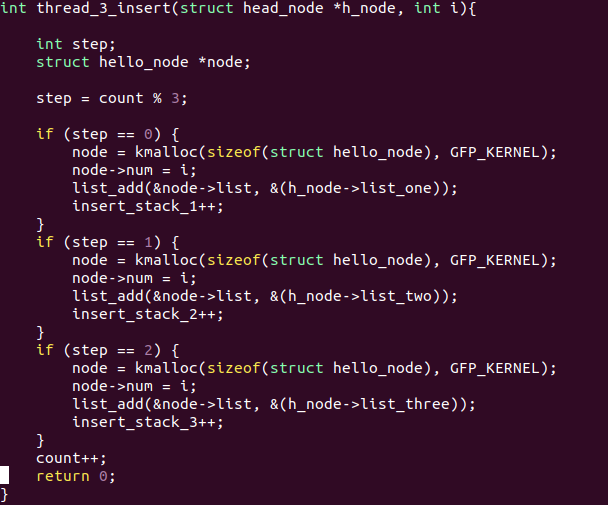 int thread_3_insert(struct head_node *h_node, int i){
    int step;
    struct hello_node *node;
    step = count % 3;
    if (step == 0) {
        node = kmalloc(sizeof(struct hello_node), GFP_KERNEL);
        node->num = i;
        list_add(&node->list, &(h_node->list_one));
        insert_stack_1++;
    }
    if (step == 1) {
        node = kmalloc(sizeof(struct hello_node), GFP_KERNEL);
        node->num = i;
        list_add(&node->list, &(h_node->list_two));
        insert_stack_2++;
    }
    if (step == 2) {
        node = kmalloc(sizeof(struct hello_node), GFP_KERNEL);
        node->num = i;
        list_add(&node->list, &(h_node->list_three));
        insert_stack_3++;
    }
    count++;
    return 0;
}